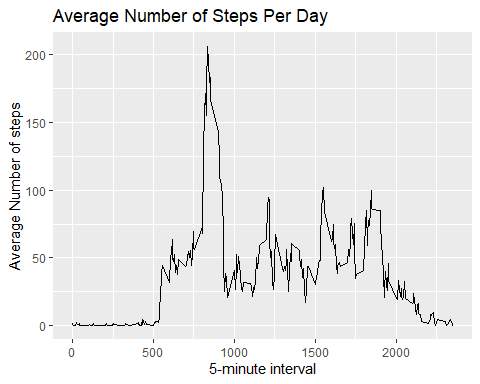 Average Number of Steps Per Day
Average Number of steps
200
150
100
50
0
0 500 1000 1500 2000
5-minute interval